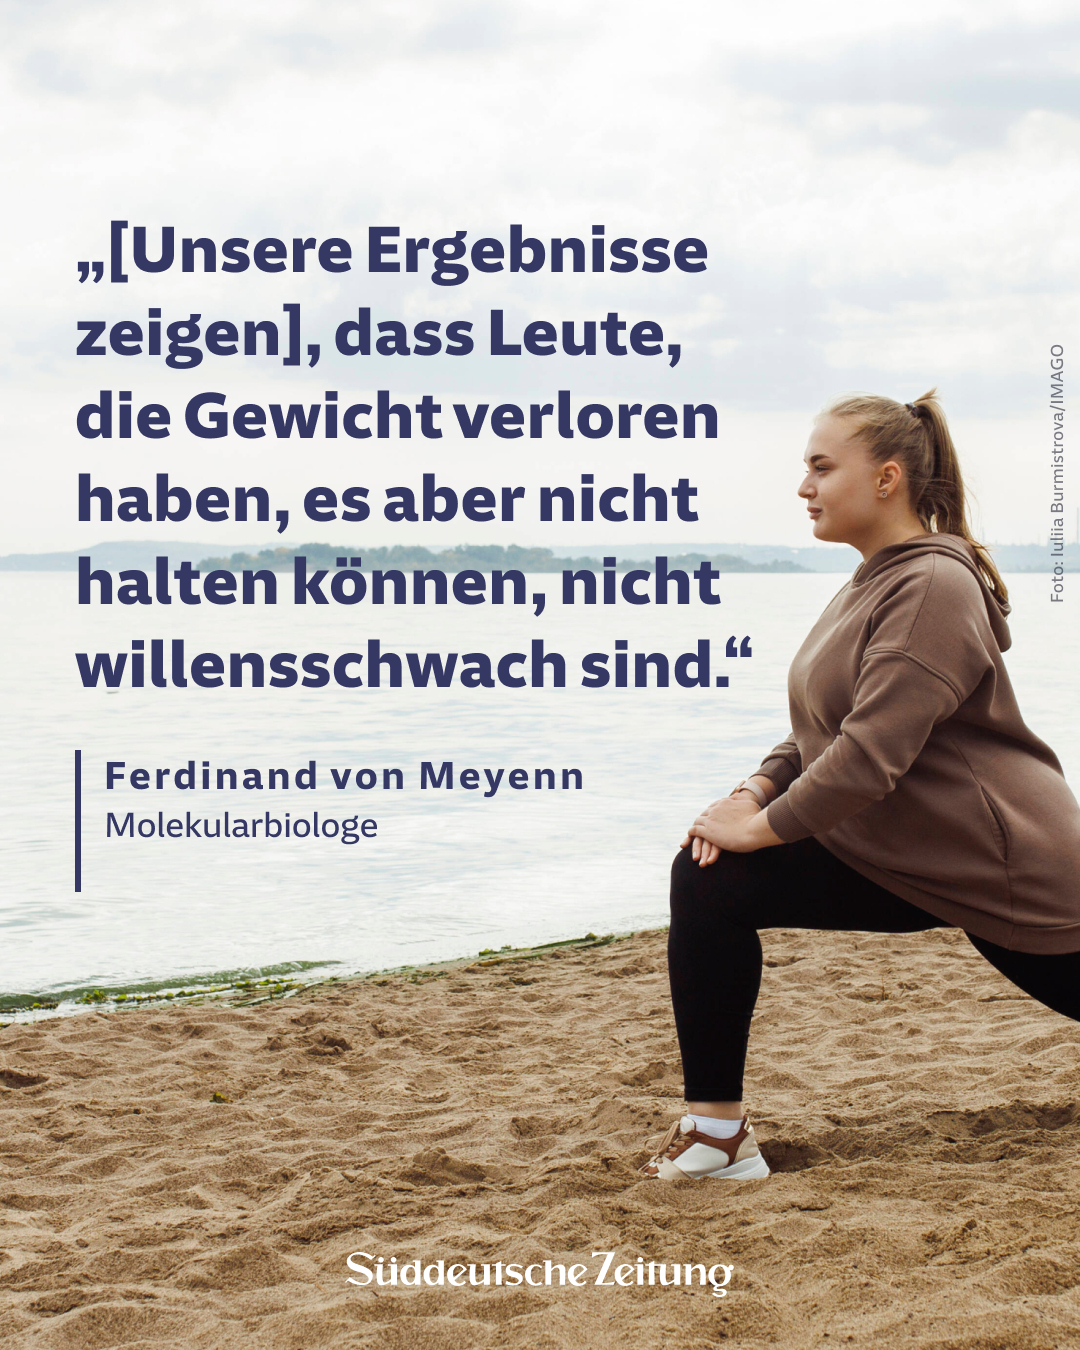 „[Unsere Ergebnisse
zeigen], dass Leute,
die Gewicht verloren
haben, es aber nicht
halten können, nicht
willensschwach sind.“
Ferdinand von Meyenn
Molekularbiologe
Foto: Iuliia Burmistrova/IMAGO
Süddeutsche Zeitung